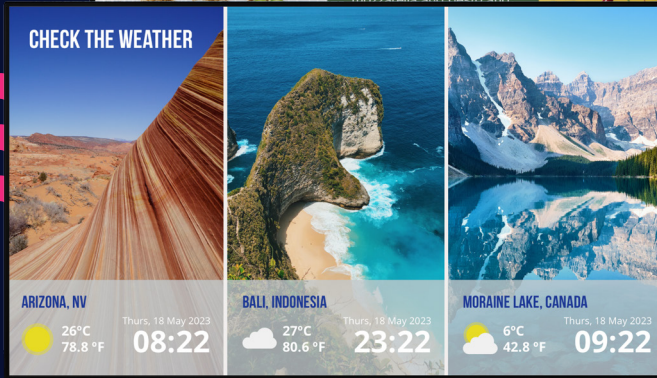 CHECK THE WEATHER
ARIZONA, NV
Thurs, 18 May 2023
26°C
78.8 °F
08:22
BALI, INDONESIA
Thurs, 18 May 2023
27°C
80.6 °F
23:22
MORAINE LAKE, CANADA
Thurs, 18 May 2023
6°C
42.8 °F
09:22